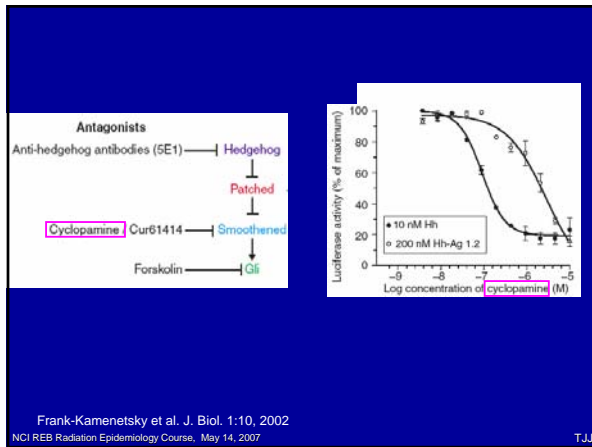 Antagonists
Anti-hedgehog antibodies (5E1) Hedgehog
Patched
Cyclopamine, Cur61414 Smoothened
Forskolin Gli
Luciferase activity (% of maximum)
100
80
60
40
20
0
10 nM Hh
200 nM Hh-Ag 1.2
−9 −8 −7 −6 −5
Log concentration of cyclopamine (M)
Frank-Kamenetsky et al. J. Biol. 1:10, 2002
NCI REB Radiation Epidemiology Course, May 14, 2007 TJJ